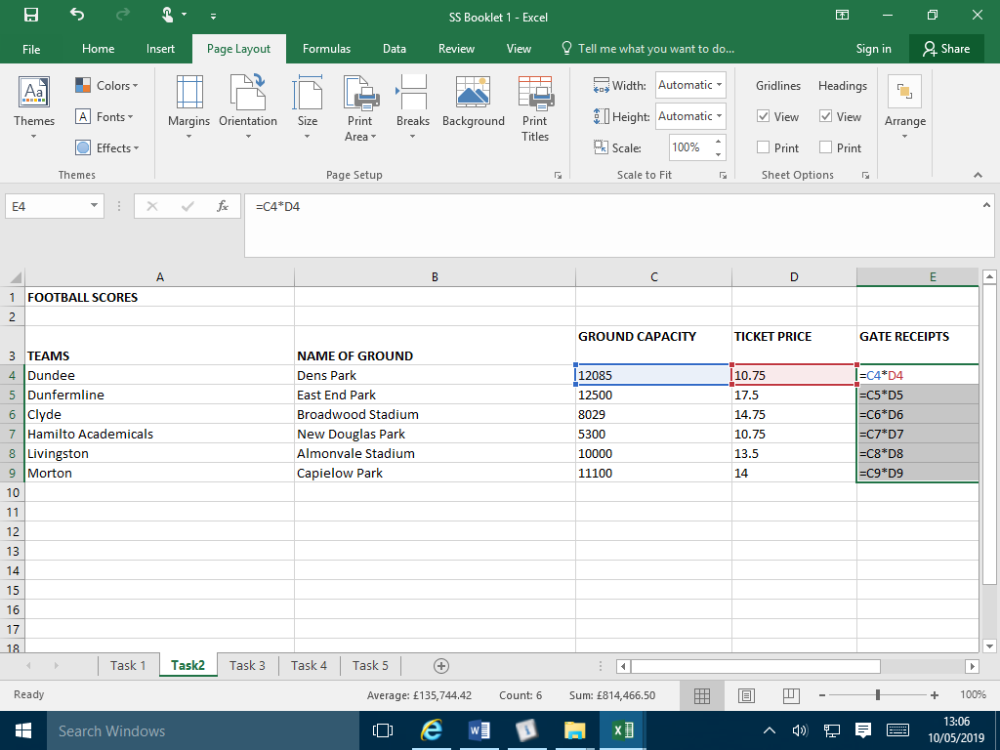 SS Booklet 1 - Excel
File Home Insert Page Layout Formulas Data Review View Tell me what you want to do... Sign in Share
Themes
Colors
Fonts
Effects
Margins Orientation Size Print Area Breaks Background Print Titles
Width: Automatic
Height: Automatic
Scale: 100%
Gridlines Headings
View View
Print Print
Arrange
Themes Page Setup Scale to Fit Sheet Options
E4 fx =C4*D4
A B C D E
1 FOOTBALL SCORES
2
3 TEAMS NAME OF GROUND GROUND CAPACITY TICKET PRICE GATE RECEIPTS
4 Dundee Dens Park 12085 10.75 =C4*D4
5 Dunfermline East End Park 12500 17.5 =C5*D5
6 Clyde Broadwood Stadium 8029 14.75 =C6*D6
7 Hamilto Academicals New Douglas Park 5300 10.75 =C7*D7
8 Livingston Almonvale Stadium 10000 13.5 =C8*D8
9 Morton Capielow Park 11100 14 =C9*D9
10
11
12
13
14
15
16
17
18
Task 1 Task2 Task 3 Task 4 Task 5
Ready Average: £135,744.42 Count: 6 Sum: £814,466.50 100%
Search Windows
13:06
10/05/2019